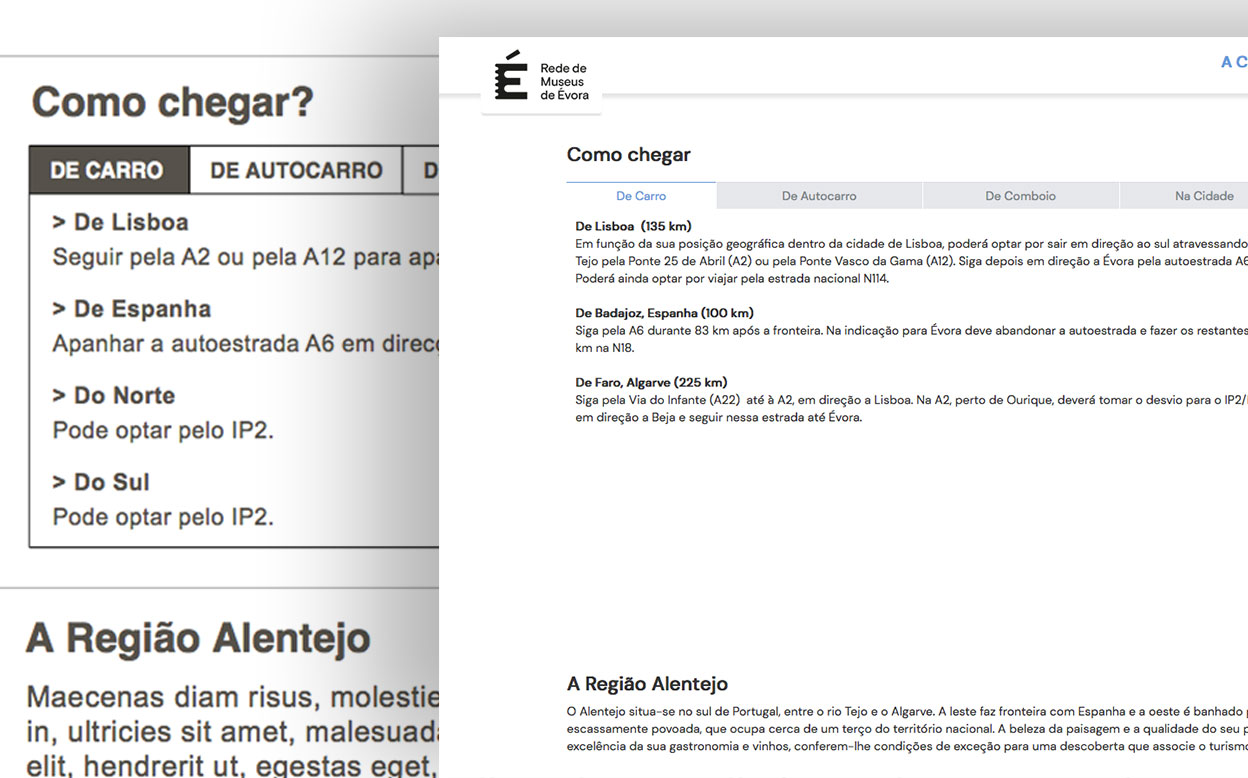 Como chegar?
DE CARRO
DE AUTOCARRO
D
> De Lisboa
Seguir pela A2 ou pela A12 para
> De Espanha
Apanhar a autoestrada A6 em
> Do Norte
Pode optar pelo IP2.
> Do Sul
Pode optar pelo IP2.
A Região Alentejo
Maecenas diam risus, molestie
in, ultricies sit amet,
elit, hendrerit ut, egestas eget,
É
Rede de
Museus
de Évora
A C
Como chegar
De Carro
De Autocarro
De Comboio
Na Cidade
De Lisboa (135 km)
Em função da sua posição geográfica dentro da cidade de Lisboa, poderá optar por sair em direção ao sul atravessando
Tejo pela Ponte 25 de Abril (A2) ou pela Ponte Vasco da Gama (A12). Siga depois em direção a Évora pela autoestrada A6
Poderá ainda optar por viajar pela estrada nacional N114.
De Badajoz, Espanha (100 km)
Siga pela A6 durante 83 km após a fronteira. Na indicação para Évora deve abandonar a autoestrada e fazer os restantes
km na N18.
De Faro, Algarve (225 km)
Siga pela Via do Infante (A22) até à A2, em direção a Lisboa. Na A2, perto de Ourique, deverá tomar o desvio para o IP2/
em direção a Beja e seguir nessa estrada até Évora.
A Região Alentejo
O Alentejo situa-se no sul de Portugal, entre o rio Tejo e o Algarve. A leste faz fronteira com Espanha e a oeste é banhado
escassamente povoada, que ocupa cerca de um terço do território nacional. A beleza da paisagem e a qualidade do seu
excelência da sua gastronomia e vinhos, conferem-lhe condições de exceção para uma descoberta que associe o